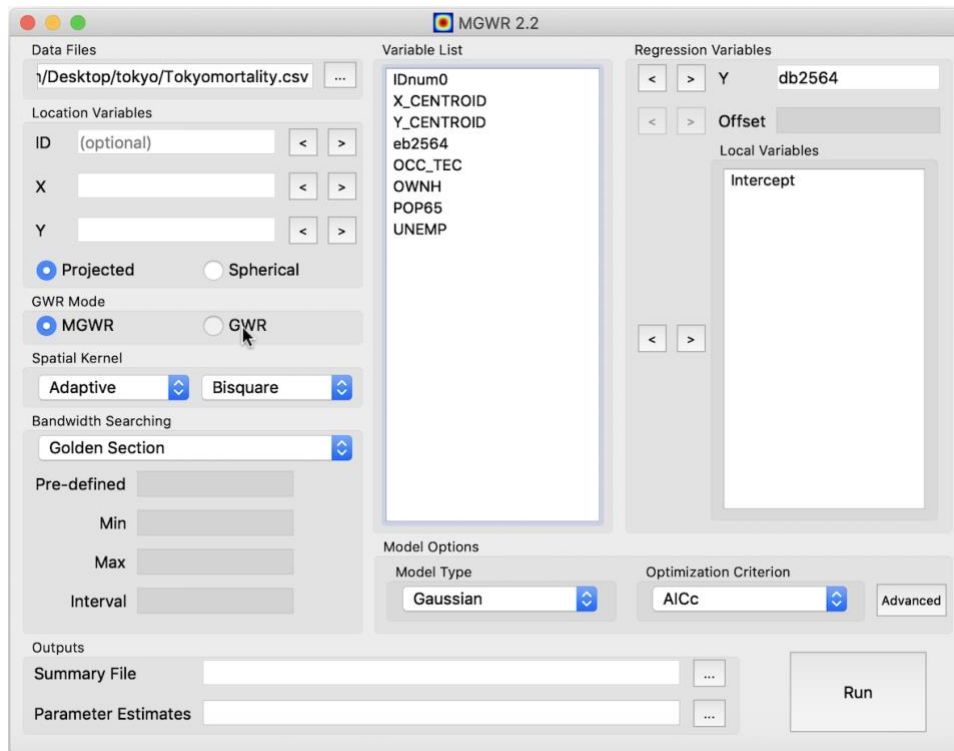 MGWR 2.2
Data Files
ı/Desktop/tokyo/Tokyomortality.csv ...
Location Variables
ID (optional) < >
X < >
Y < >
Projected Spherical
GWR Mode
MGWR GWR
Spatial Kernel
Adaptive Bisquare
Bandwidth Searching
Golden Section
Pre-defined
Min
Max
Interval
Variable List
IDnum0
X_CENTROID
Y_CENTROID
eb2564
OCC_TEC
OWNH
POP65
UNEMP
Regression Variables
< > Y db2564
< > Offset
Local Variables
Intercept
< >
Model Options
Model Type
Gaussian
Optimization Criterion
AICc
Advanced
Outputs
Summary File ...
Parameter Estimates ...
Run